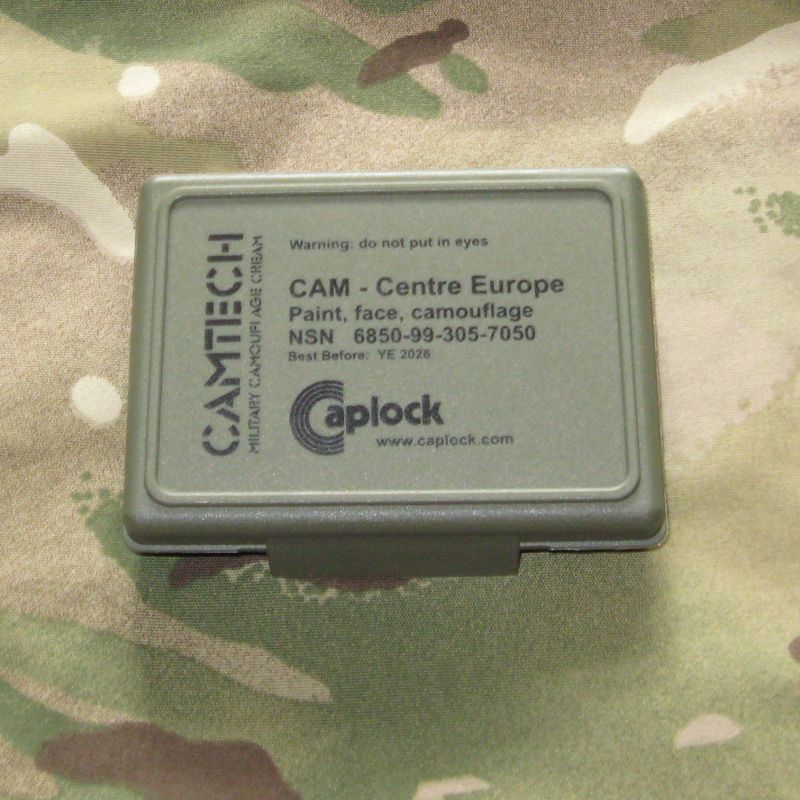 CAMTECH
MILITARY CAMOUFLAGE CREAM
Warning: do not put in eyes
CAM - Centre Europe
Paint, face, camouflage
NSN 6850-99-305-7050
Best Before: YE 2026
Caplock
www.caplock.com